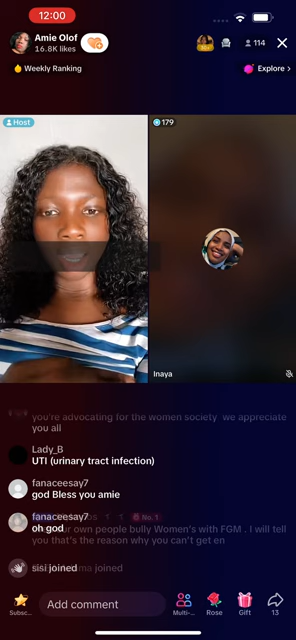 12:00
Amie Olof
16.8K likes
114
Weekly Ranking
Explore >
Host
179
Inaya
you're advocating for the women society we appreciate
you all
Lady_B
UTI (urinary tract infection)
fanaceesay7
god Bless you amie
fanaceesay7
No. 1
oh god
own people bully Women's with FGM . I will tell
you that's the reason why you can't get en
sisi joined
joined
Subsc...
Add comment
Multi-...
Rose
Gift
13